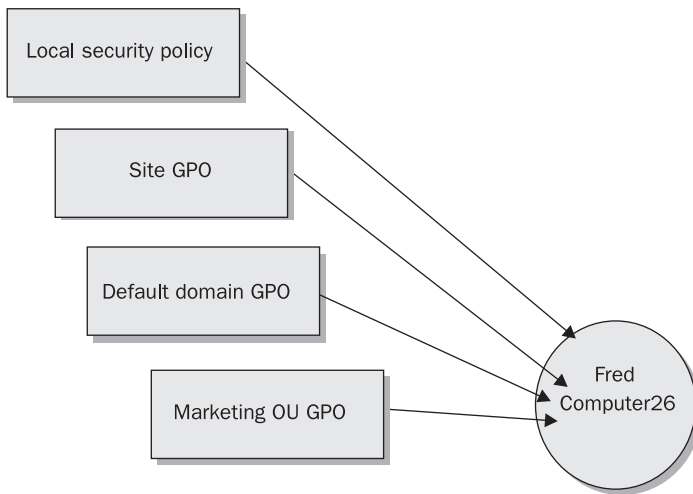 Local security policy
Site GPO
Default domain GPO
Marketing OU GPO
Fred
Computer26